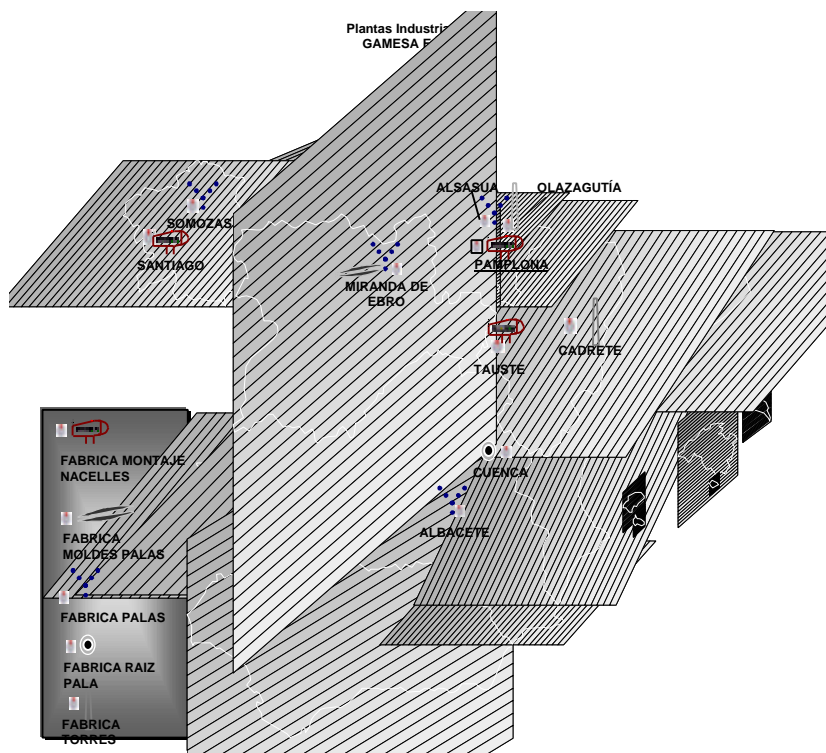 Plantas
GAMESA
ALSASUA
OLAZAGUTÍA
SOMOZAS
SANTIAGO
PAMPLONA
MIRANDA DE
EBRO
TAUSTE
CADRETE
CUENCA
ALBACETE
FABRICA MONTAJE
NACELLES
FABRICA
MOLDES PALAS
FABRICA PALAS
FABRICA RAIZ
PALA
FABRICA
TORRES